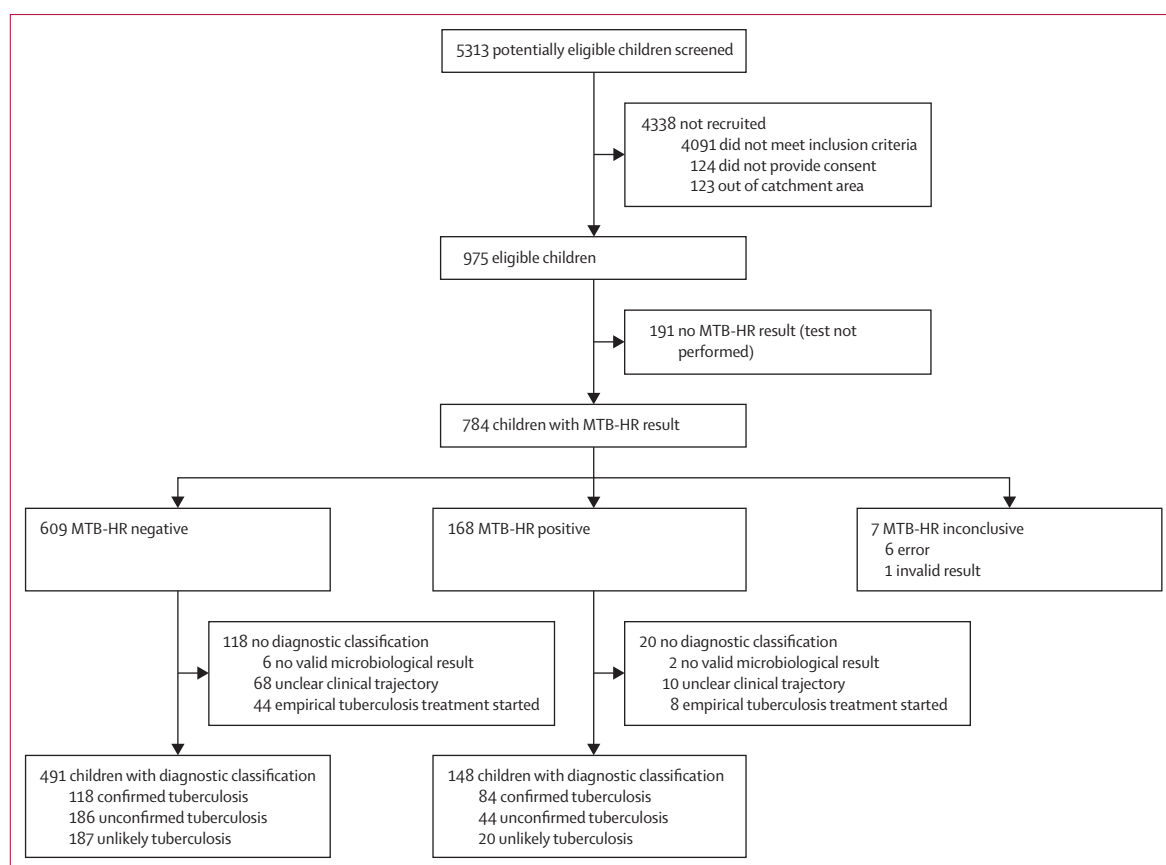 5313 potentially eligible children screened
4338 not recruited
4091 did not meet inclusion criteria
124 did not provide consent
123 out of catchment area
975 eligible children
191 no MTB-HR result (test not
performed)
784 children with MTB-HR result
609 MTB-HR negative
168 MTB-HR positive
7 MTB-HR inconclusive
6 error
1 invalid result
118 no diagnostic classification
6 no valid microbiological result
68 unclear clinical trajectory
44 empirical tuberculosis treatment started
20 no diagnostic classification
2 no valid microbiological result
10 unclear clinical trajectory
8 empirical tuberculosis treatment started
491 children with diagnostic classification
118 confirmed tuberculosis
186 unconfirmed tuberculosis
187 unlikely tuberculosis
148 children with diagnostic classification
84 confirmed tuberculosis
44 unconfirmed tuberculosis
20 unlikely tuberculosis